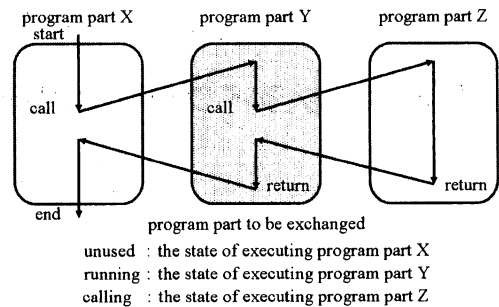 program part X program part Y program part Z
start
call call
return return
end
program part to be exchanged
unused : the state of executing program part X
running : the state of executing program part Y
calling : the state of executing program part Z